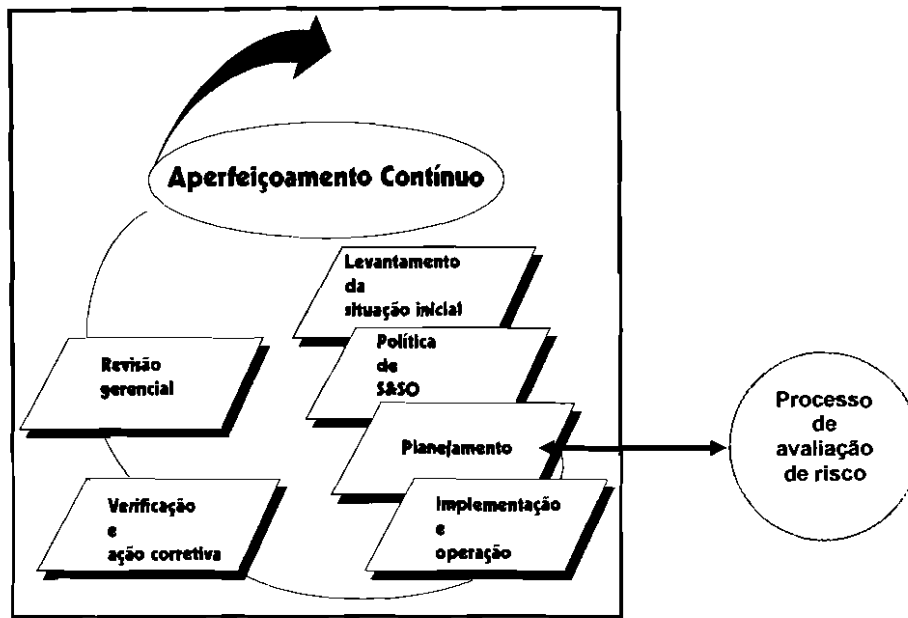 Aperfeiçoamento Contínuo
Levantamento
da
situação inicial
Política
de
S&SO
Planejamento
Implementação
e
operação
Verificação
e
ação corretiva
Revisão
gerencial
Processo
de
avaliação
de risco